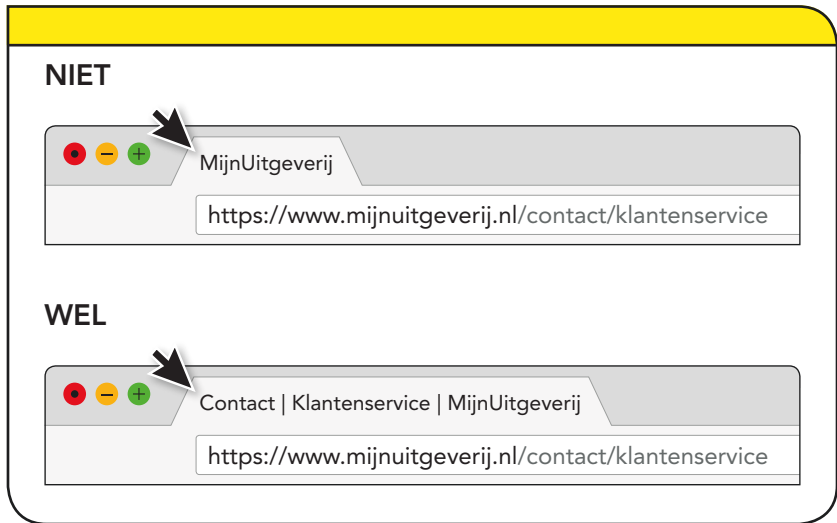 NIET
MijnUitgeverij
https://www.mijnuitgeverij.nl/contact/klantenservice
WEL
Contact | Klantenservice | MijnUitgeverij
https://www.mijnuitgeverij.nl/contact/klantenservice